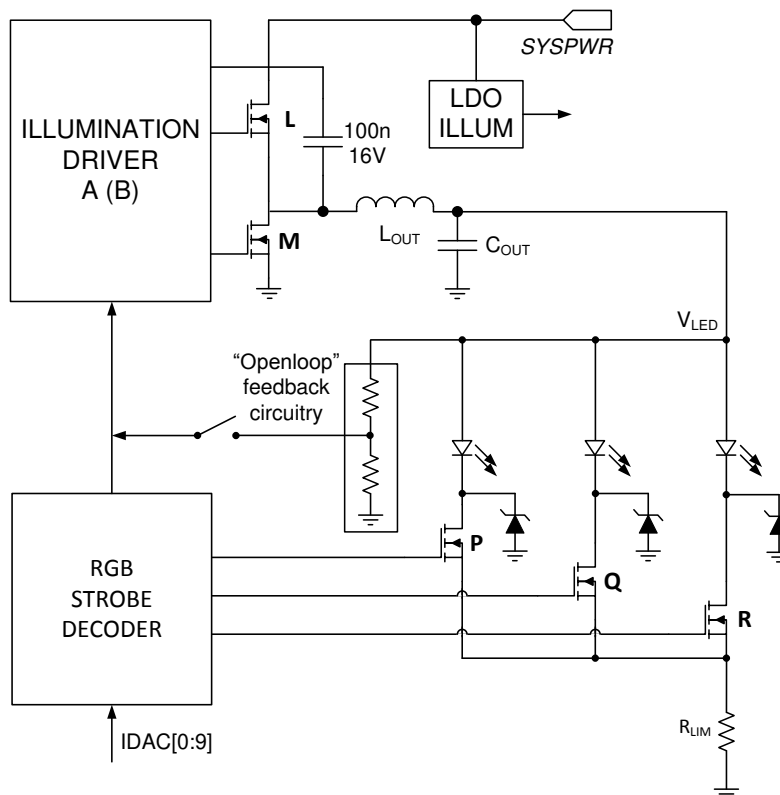 SYSPWR
ILLUMINATION
DRIVER
A (B)
L
100n
16V
LDO
ILLUM
M
LOUT
COUT
VLED
“Openloop”
feedback
circuitry
P
Q
R
RGB
STROBE
DECODER
RLIM
IDAC[0:9]